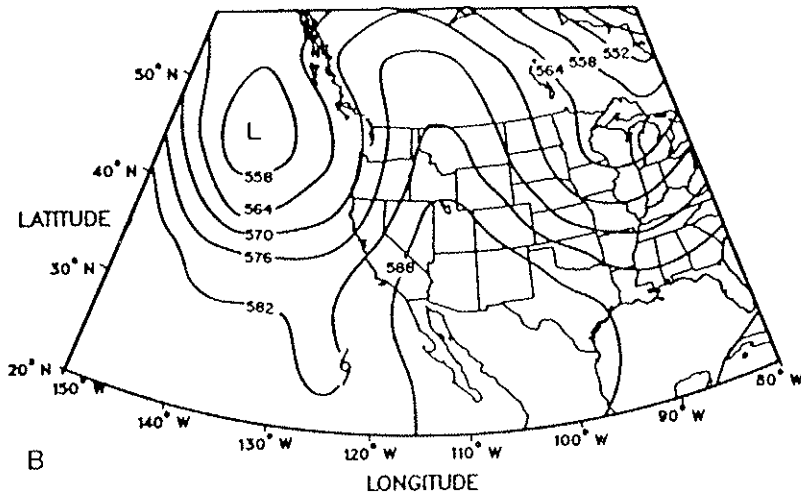 50° N
558
552
564
L
40° N
558
564
LATITUDE
570
576
588
30° N
582
20° N
150° W
80° W
140° W
90° W
130° W
120° W
110° W
100° W
B
LONGITUDE